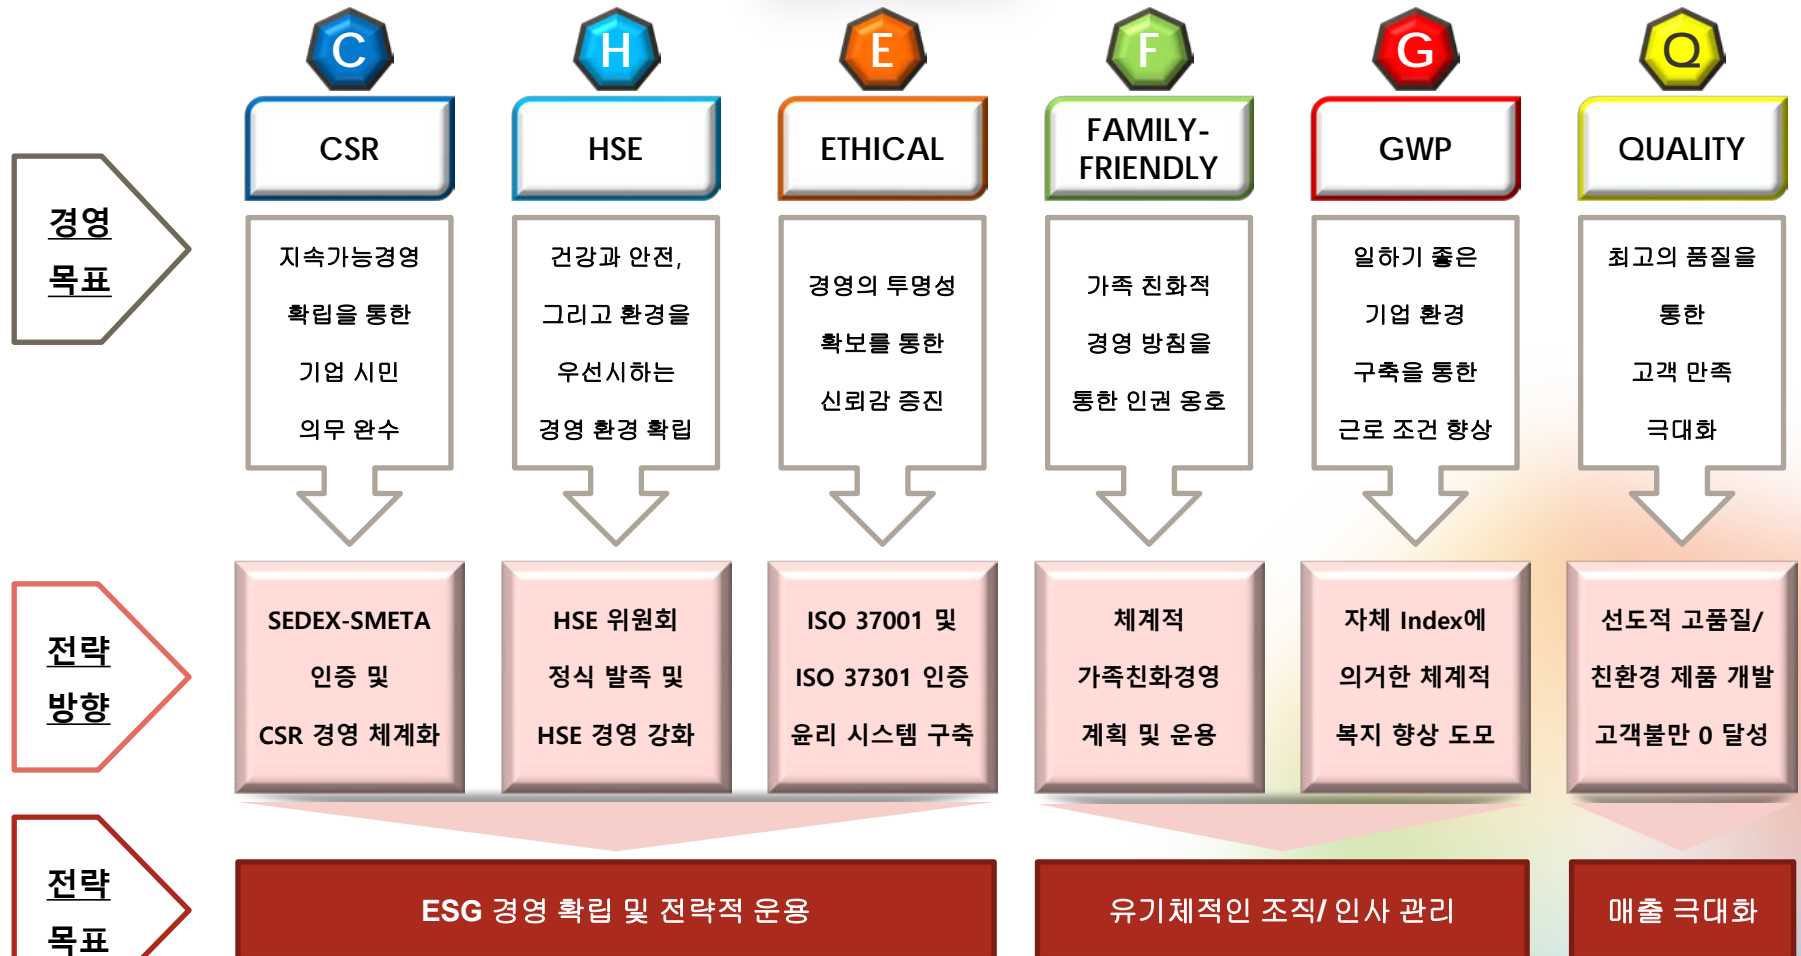 C
H
E
F
G
Q
CSR
HSE
ETHICAL
FAMILY-
FRIENDLY
GWP
QUALITY
경영
목표
지속가능경영
확립을 통한
기업 시민
의무 완수
건강과 안전,
그리고 환경을
우선시하는
경영 환경 확립
경영의 투명성
확보를 통한
신뢰감 증진
가족 친화적
경영 방침을
통한 인권 옹호
일하기 좋은
기업 환경
구축을 통한
근로 조건 향상
최고의 품질을
통한
고객 만족
극대화
전략
방향
SEDEX-SMETA
인증 및
CSR 경영 체계화
HSE 위원회
정식 발족 및
HSE 경영 강화
ISO 37001 및
ISO 37301 인증
윤리 시스템 구축
체계적
가족친화경영
계획 및 운용
자체 Index에
의거한 체계적
복지 향상 도모
선도적 고품질/
친환경 제품 개발
고객불만 0 달성
전략
목표
ESG 경영 확립 및 전략적 운용
유기체적인 조직/ 인사 관리
매출 극대화